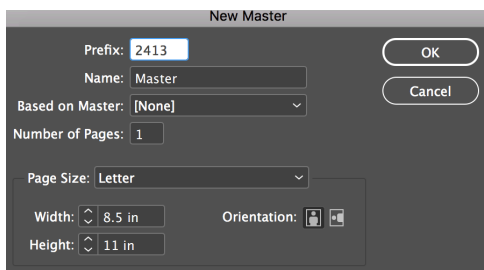 New Master
Prefix: 2413
OK
Name: Master
Cancel
Based on Master: [None]
Number of Pages: 1
Page Size: Letter
Width: 8.5 in
Orientation:
Height: 11 in